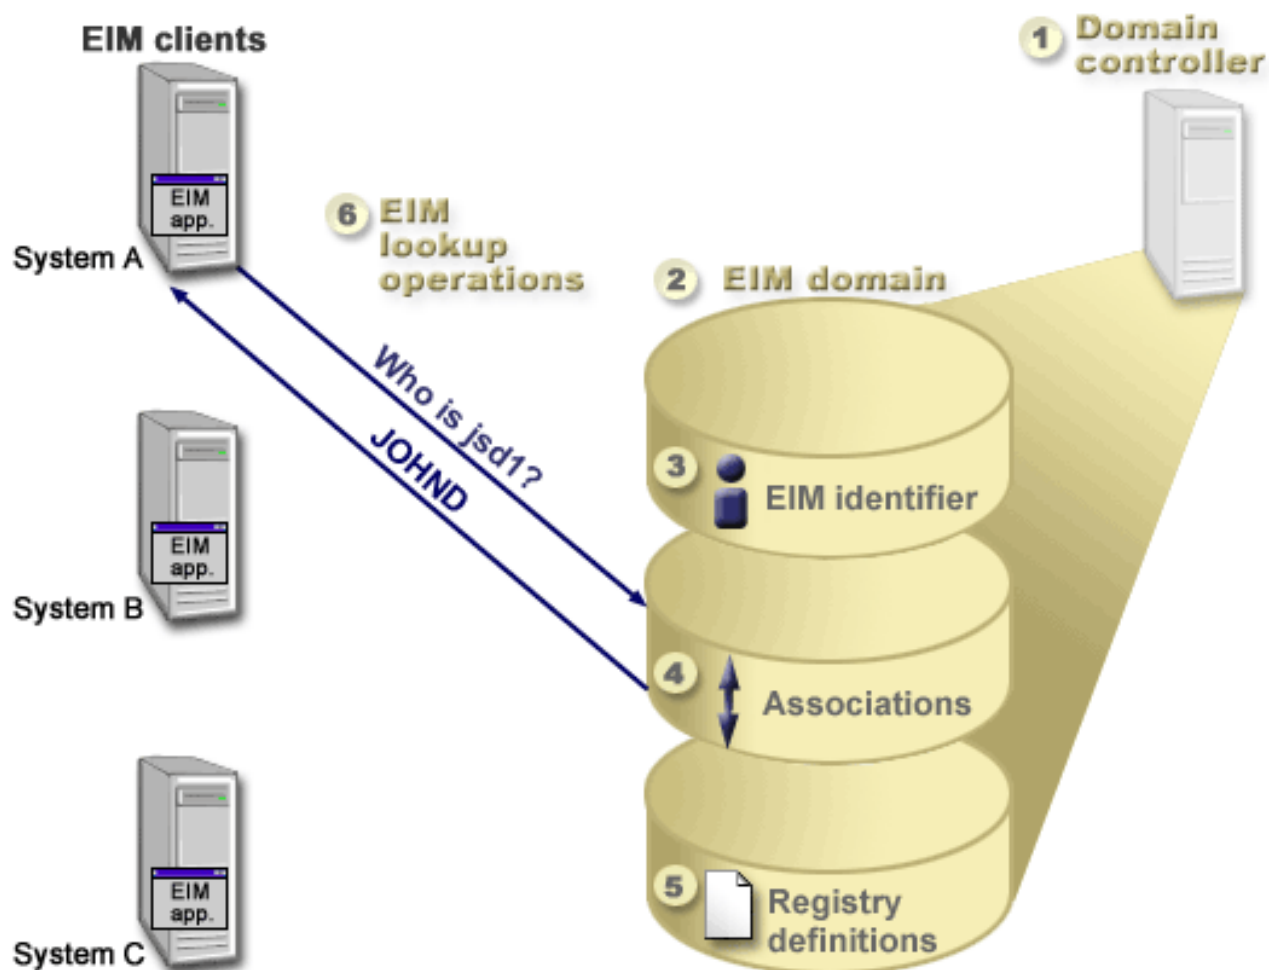 EIM clients
1 Domain
controller
EIM
app.
System A
6 EIM
lookup
operations
2 EIM domain
Who is jsd1?
JOHND
3 EIM identifier
EIM
app.
System B
4 Associations
EIM
app.
System C
5 Registry
definitions